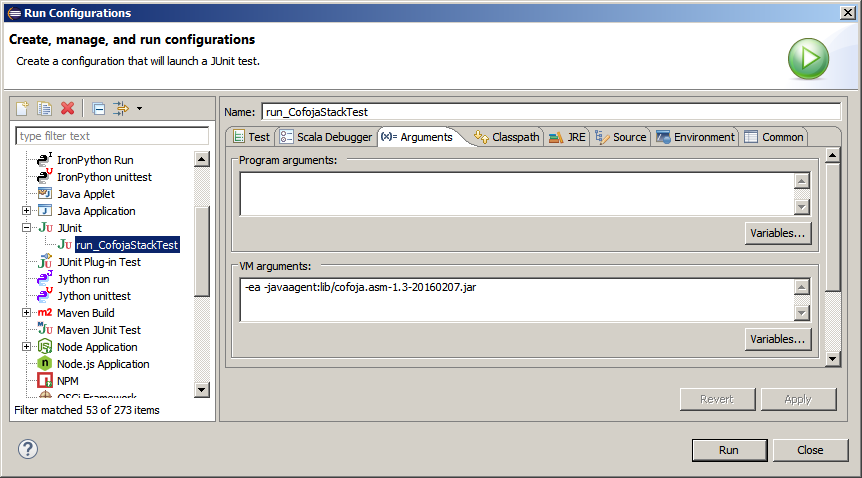 Run Configurations
Create, manage, and run configurations
Create a configuration that will launch a JUnit test.
type filter text
IronPython Run
IronPython unittest
Java Applet
Java Application
JUnit
run_CofojaStackTest
JUnit Plug-in Test
Jython run
Jython unittest
Maven Build
Maven JUnit Test
Node Application
Node.js Application
NPM
OSGi Framework
Filter matched 53 of 273 items
Name: run_CofojaStackTest
Test Scala Debugger (x)= Arguments Classpath JRE Source Environment Common
Program arguments:
Variables...
VM arguments:
-ea -javaagent:lib/cofoja.asm-1.3-20160207.jar
Variables...
Revert Apply
Run Close